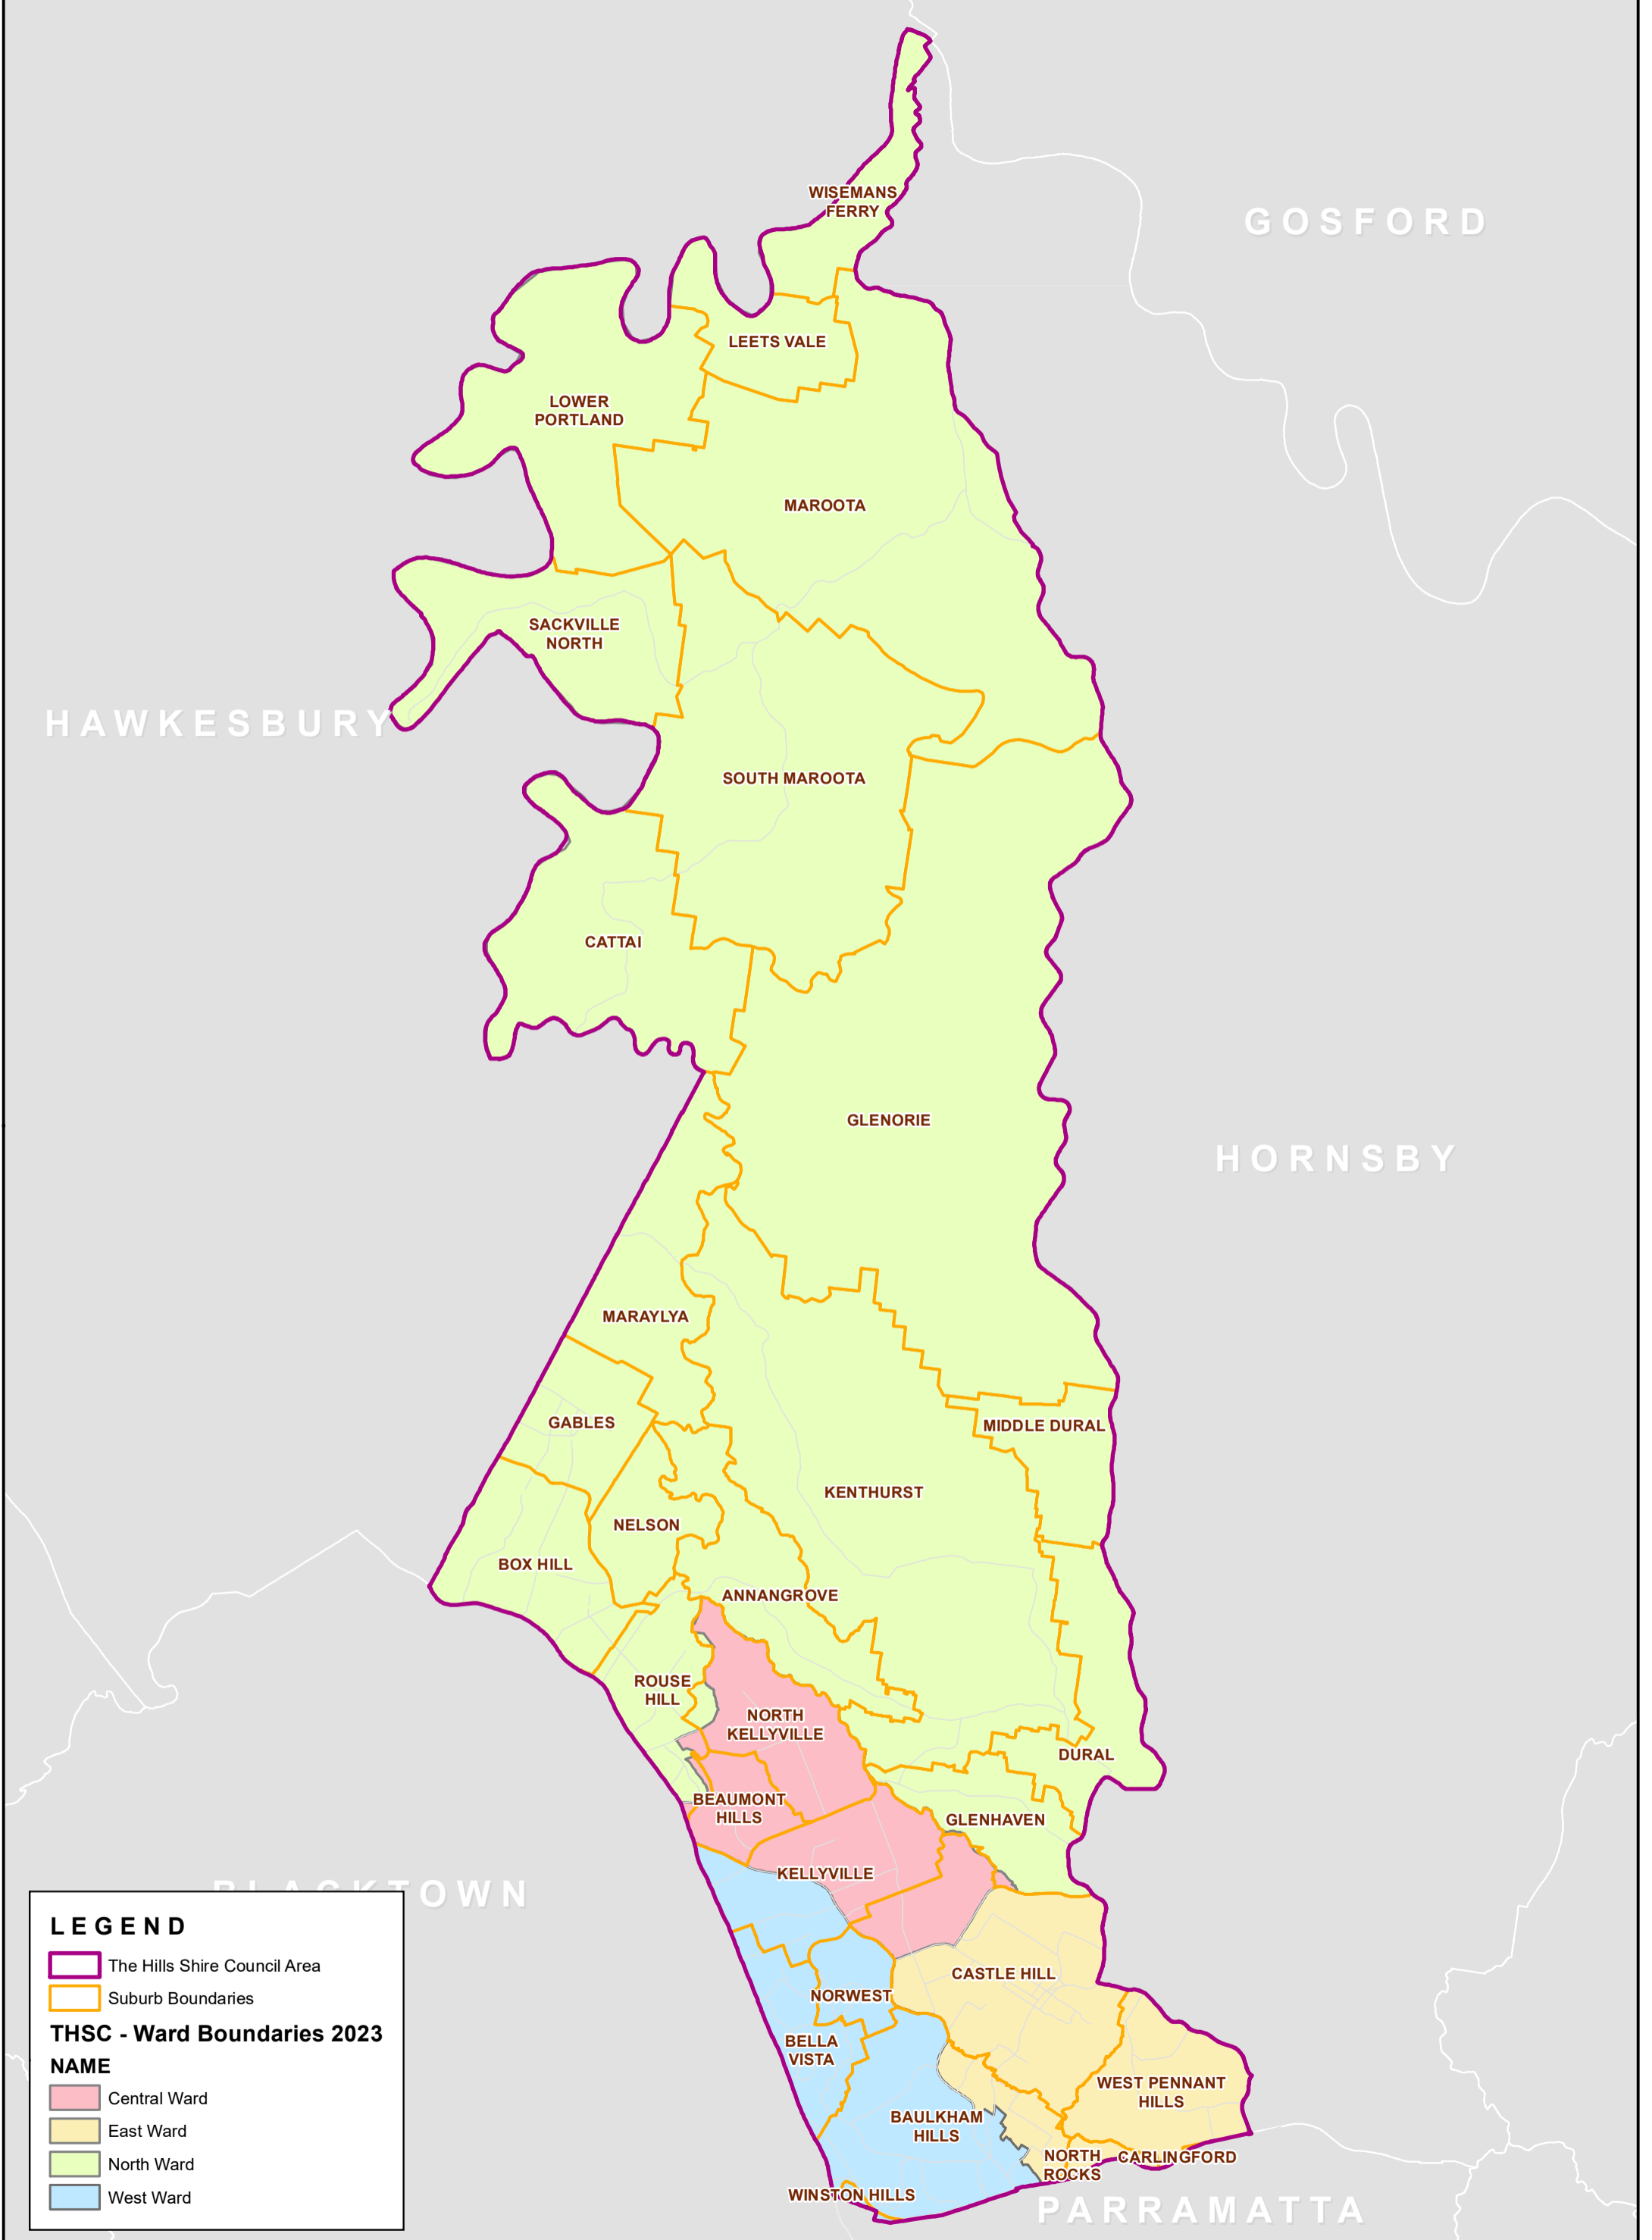 WISEMANS
FERRY
GOSFORD
LEETS VALE
LOWER
PORTLAND
MAROOTA
SACKVILLE
NORTH
HAWKESBURY
SOUTH MAROOTA
CATTAI
GLENORIE
HORNSBY
MARAYLYA
GABLES
MIDDLE DURAL
KENTHURST
NELSON
BOX HILL
ANNANGROVE
ROUSE
HILL
NORTH
KELLYVILLE
DURAL
BEAUMONT
HILLS
GLENHAVEN
KELLYVILLE
BLACKTOWN
CASTLE HILL
NORWEST
BELLA
VISTA
WEST PENNANT
HILLS
BAULKHAM
HILLS
NORTH
ROCKS
CARLINGFORD
WINSTON HILLS
PARRAMATTA
LEGEND
The Hills Shire Council Area
Suburb Boundaries
THSC - Ward Boundaries 2023
NAME
Central Ward
East Ward
North Ward
West Ward